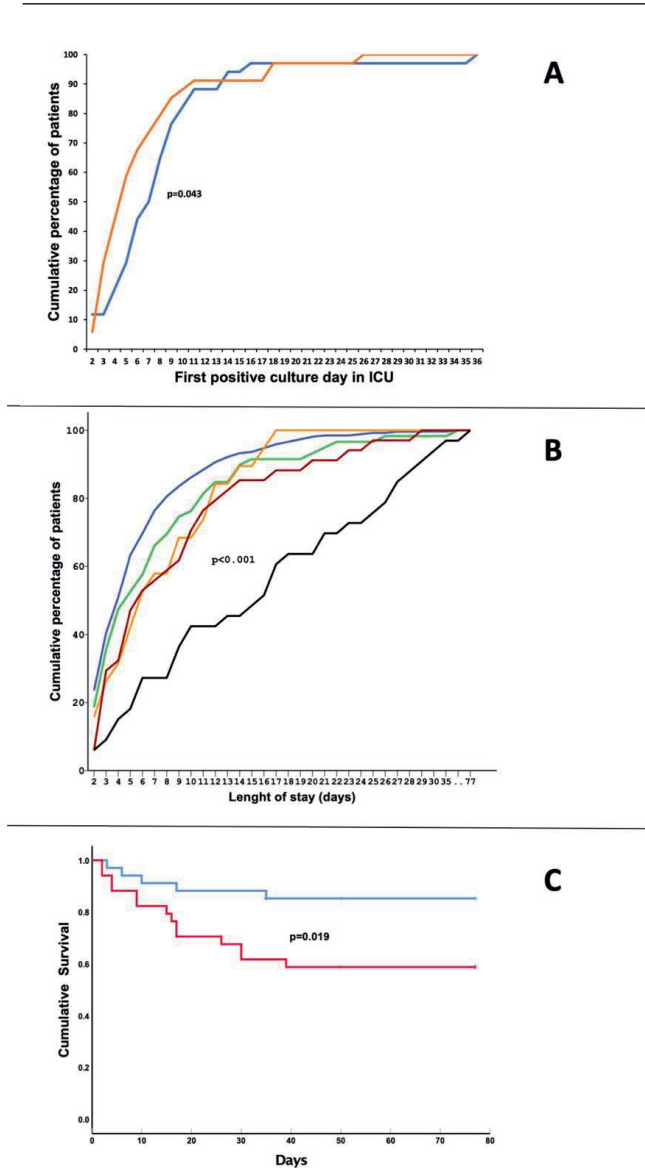 A
Cumulative percentage of patients
100
90
80
70
60
50
40
30
20
10
0
p=0.043
2 3 4 5 6 7 8 9 10 11 12 13 14 15 16 17 18 19 20 21 22 23 24 25 26 27 28 29 30 31 32 33 34 35 36
First positive culture day in ICU
B
Cumulative percentage of patients
100
80
60
40
20
0
p<0.001
2 3 4 5 6 7 8 9 10 11 12 13 14 15 16 17 18 19 20 21 22 23 24 25 26 27 28 29 30 35 .. 77
Lenght of stay (days)
C
Cumulative Survival
1.0
0.8
0.6
0.4
0.2
0.0
p=0.019
0 10 20 30 40 50 60 70 80
Days